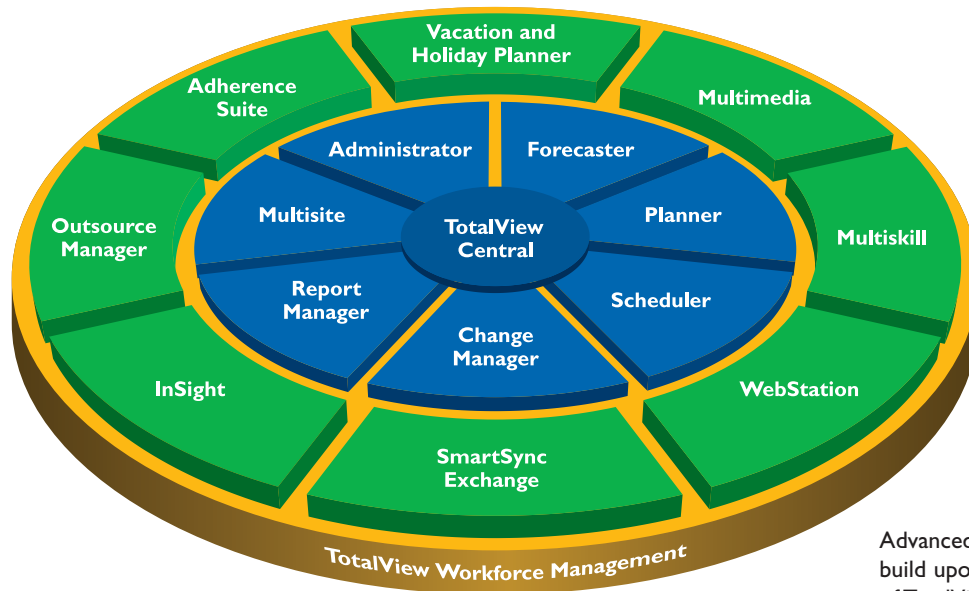 Vacation and
Holiday Planner
Adherence
Suite
Multimedia
Administrator
Forecaster
Multisite
Planner
Outsource
Manager
TotalView
Central
Multiskill
Report
Manager
Scheduler
Change
Manager
InSight
WebStation
SmartSync
Exchange
TotalView Workforce Management
Advanced
build upo